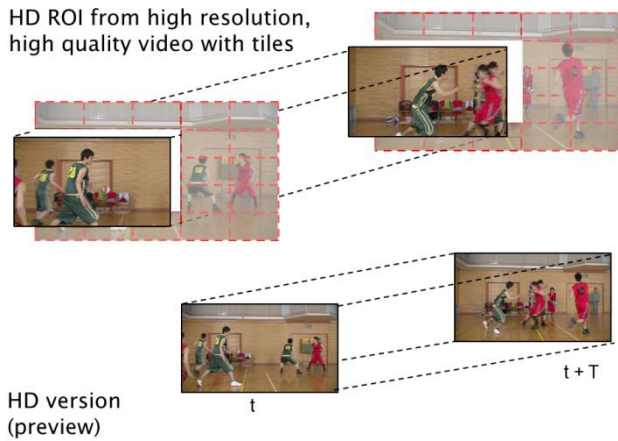 HD ROI from high resolution,
high quality video with tiles
t
t + T
HD version
(preview)